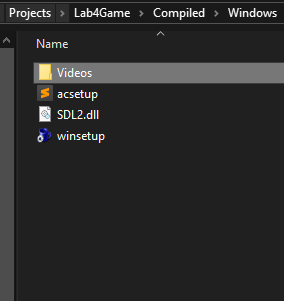 Projects > Lab4Game > Compiled > Windows
Name
Videos
acsetup
SDL2.dll
winsetup